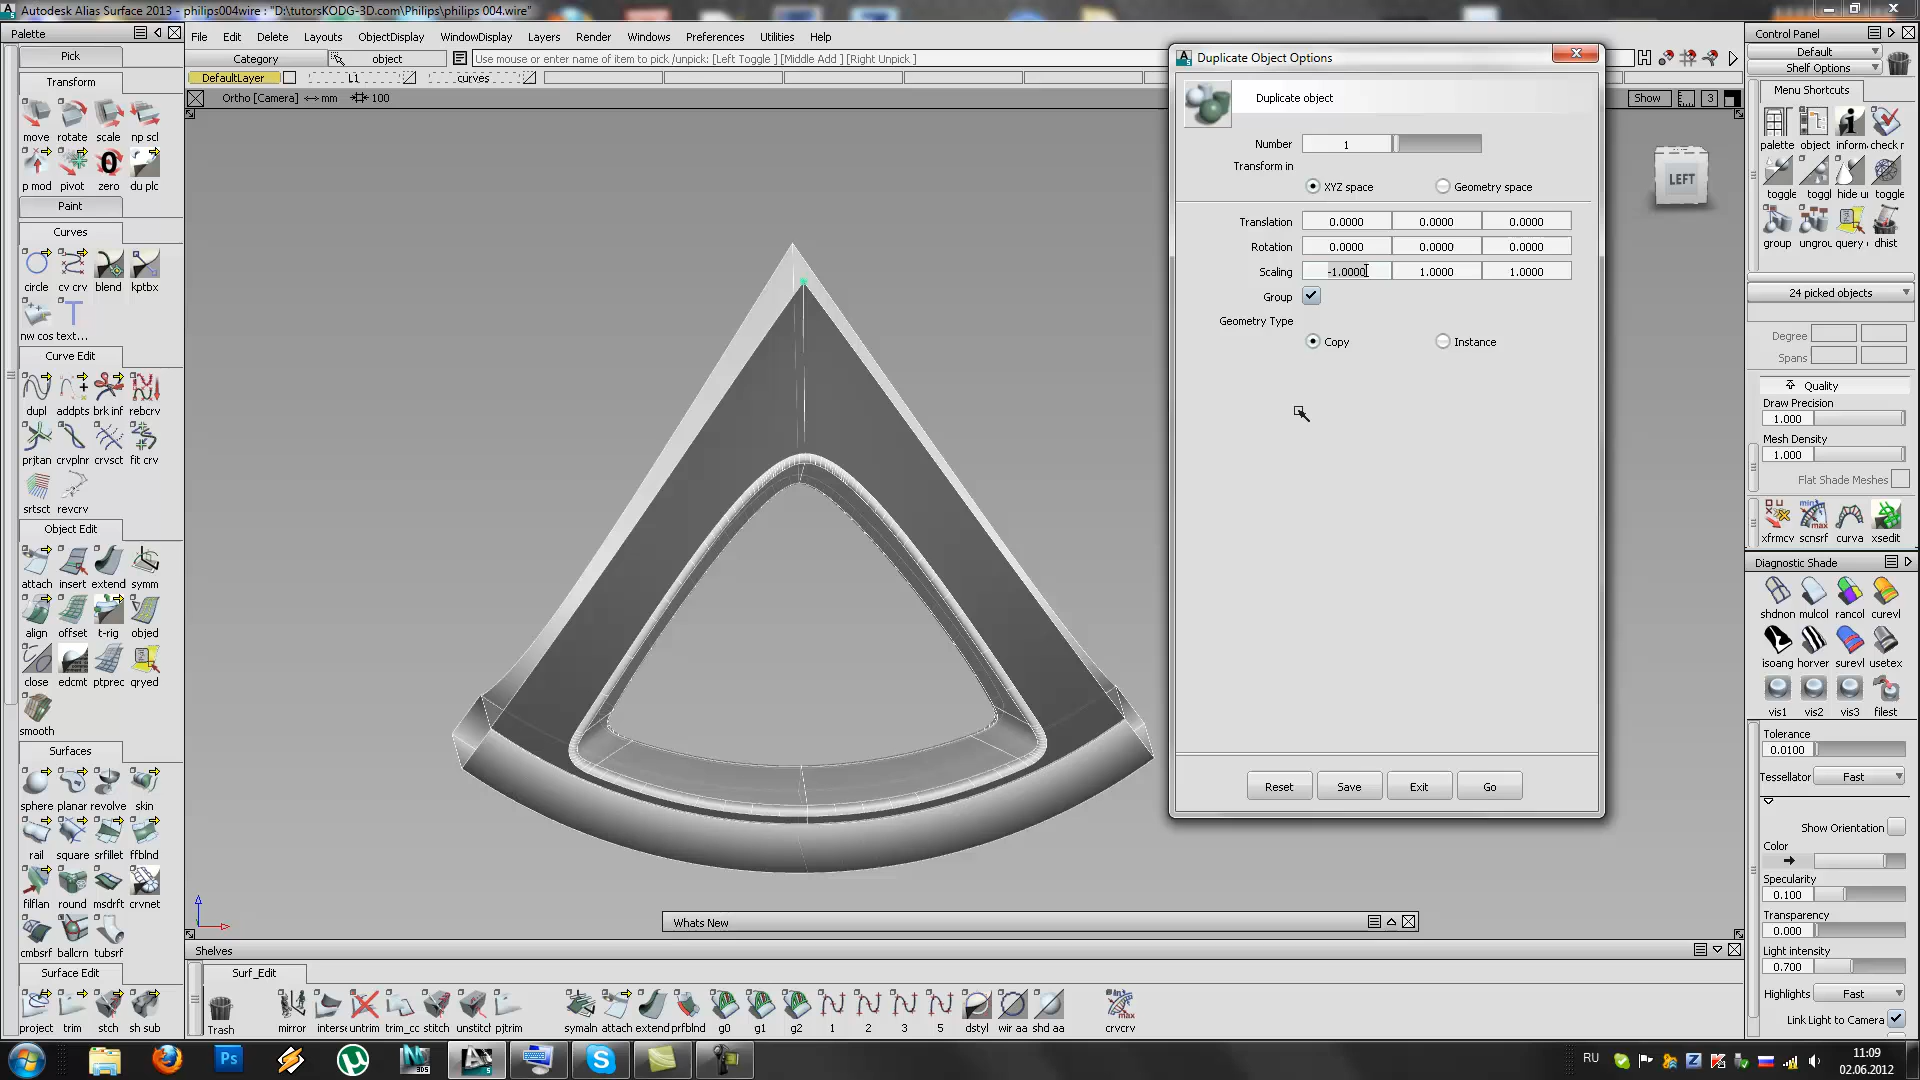 Autodesk Alias Surface 2013 - philips004wire : "D:\tutorsKODG-3D.com\Philips\philips 004.wire"
Palette
File Edit Delete Layouts ObjectDisplay WindowDisplay Layers Render Windows Preferences Utilities Help
Category
object
Use mouse or enter name of item to pick /unpick: [Left Toggle ] [Middle Add ] [Right Unpick ]
DefaultLayer
L1
curves
Ortho [Camera] mm 100
Show
3
LEFT
Pick
Transform
move rotate scale np scl
p mod pivot zero du plc
0
Paint
Curves
circle cv crv blend kptbx
nw cos text...
Curve Edit
dupl addpts brk inf rebcrv
prjtan crvplnr crvsct fit crv
srtsct revcrv
Object Edit
attach insert extend symm
align offset t-rig objed
close edcmt ptprec qryed
smooth
Surfaces
sphere planar revolve skin
rail square srfillet ffblnd
filflan round msdrft crvnet
cmbsrf ballcrn tubsrf
Surface Edit
project trim stch sh sub
Duplicate Object Options
Duplicate object
Number 1
Transform in
XYZ space Geometry space
Translation 0.0000 0.0000 0.0000
Rotation 0.0000 0.0000 0.0000
Scaling -1.0000 1.0000 1.0000
Group
Geometry Type
Copy Instance
Reset Save Exit Go
Whats New
Shelves
Surf_Edit
Trash mirror interse untrim trim_cc stitch unstitcl pjtrim symaln attach extend prfblnd g0 g1 g2 1 2 3 5 dstyl wir aa shd aa crvcrv
Control Panel
Default
Shelf Options
Menu Shortcuts
palette object inform check r
toggle toggl hide ur toggle
group ungrou query dhist
24 picked objects
Degree
Spans
Quality
Draw Precision
1.000
Mesh Density
1.000
Flat Shade Meshes
xfrmcv scnsrf curva xsedit
Diagnostic Shade
shdnon mulcol rancol curevl
isoang horver surevl usetex
vis1 vis2 vis3 filest
Tolerance
0.0100
Tessellator Fast
Show Orientation
Color
Specularity
0.100
Transparency
0.000
Light intensity
0.700
Highlights Fast
Link Light to Camera
RU
11:09
02.06.2012